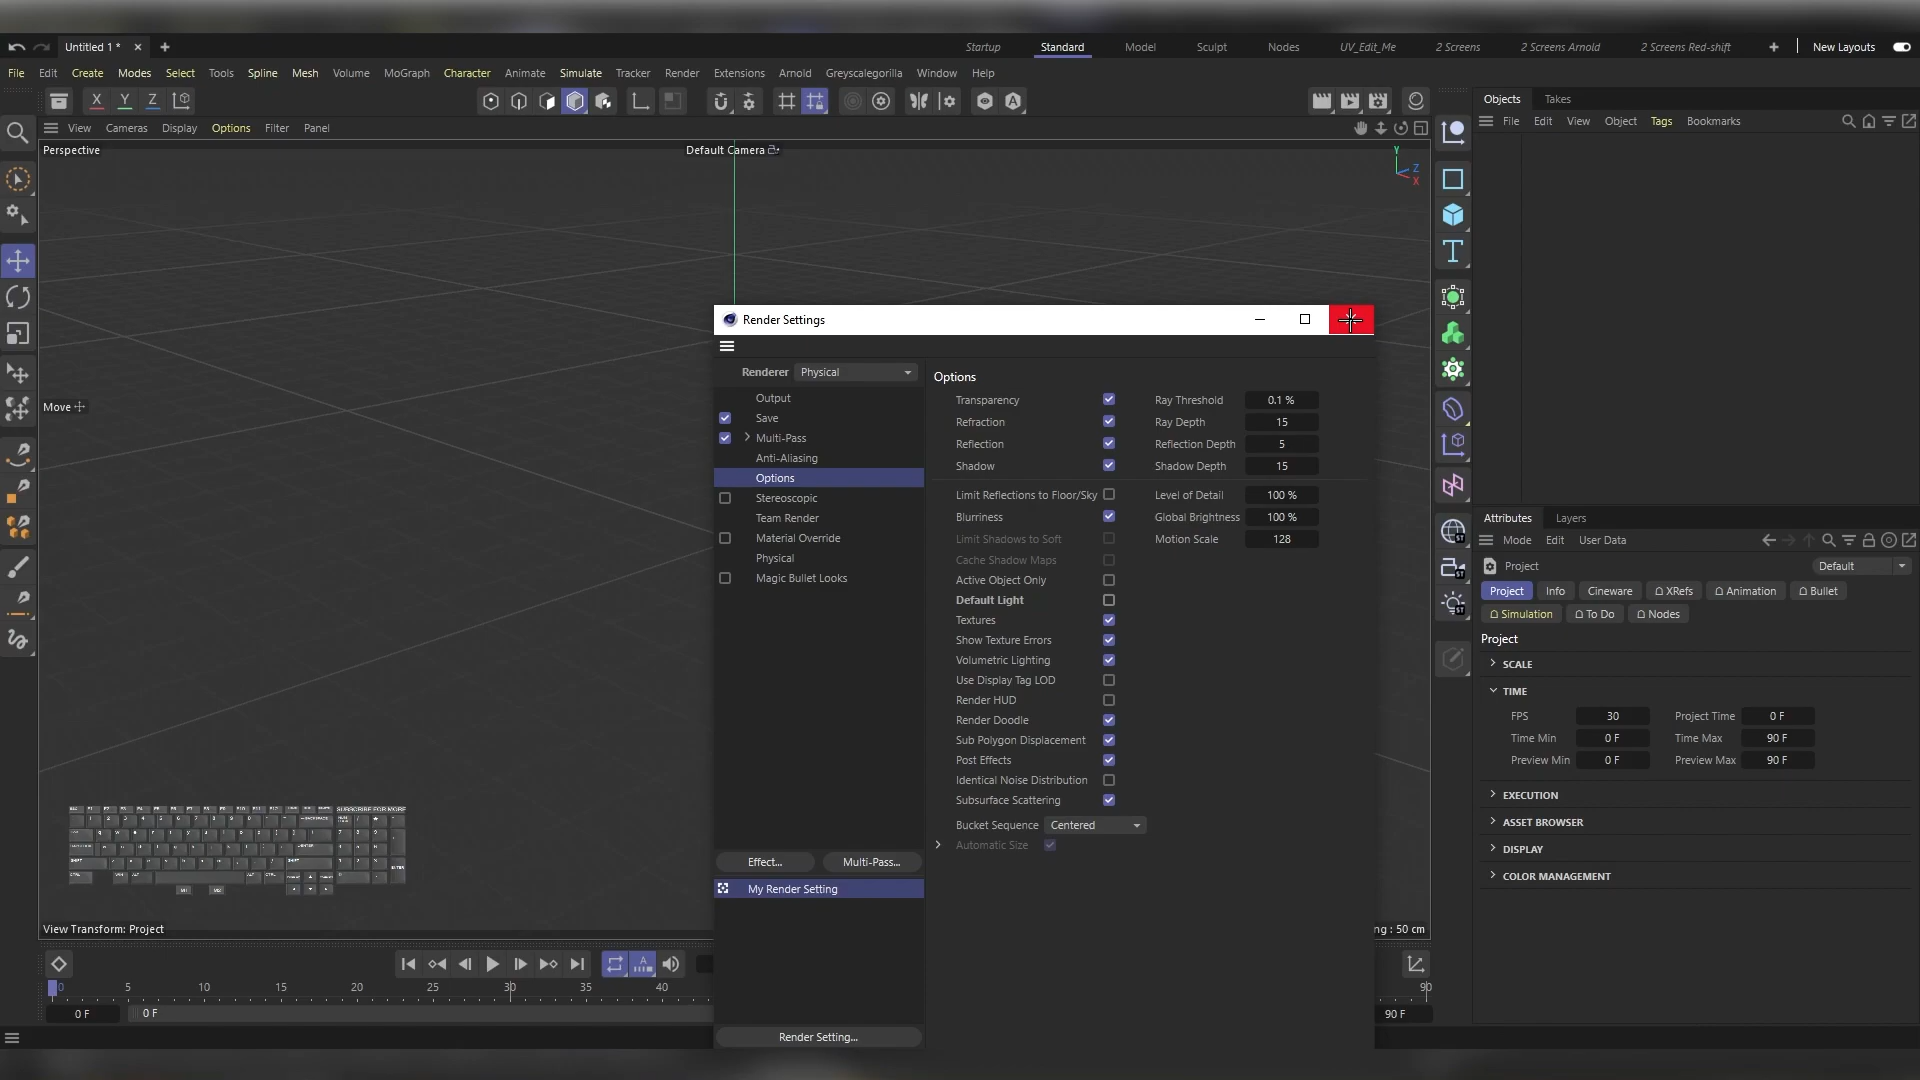 Untitled 1 *
Startup
Standard
Model
Sculpt
Nodes
UV_Edit_Me
2 Screens
2 Screens Arnold
2 Screens Red-shift
New Layouts
File Edit Create Modes Select Tools Spline Mesh Volume MoGraph Character Animate Simulate Tracker Render Extensions Arnold Greyscalegorilla Window Help
X Y Z
Objects Takes
File Edit View Object Tags Bookmarks
View Cameras Display Options Filter Panel
Perspective
Default Camera
Y
Z
X
Move
Render Settings
Renderer Physical
Output
Save
Multi-Pass
Anti-Aliasing
Options
Stereoscopic
Team Render
Material Override
Physical
Magic Bullet Looks
Effect...
Multi-Pass...
My Render Setting
Render Setting...
Options
Transparency
Ray Threshold 0.1 %
Refraction
Ray Depth 15
Reflection
Reflection Depth 5
Shadow
Shadow Depth 15
Limit Reflections to Floor/Sky
Level of Detail 100 %
Blurriness
Global Brightness 100 %
Limit Shadows to Soft
Motion Scale 128
Cache Shadow Maps
Active Object Only
Default Light
Textures
Show Texture Errors
Volumetric Lighting
Use Display Tag LOD
Render HUD
Render Doodle
Sub Polygon Displacement
Post Effects
Identical Noise Distribution
Subsurface Scattering
Bucket Sequence Centered
Automatic Size
Attributes Layers
Mode Edit User Data
Project
Default
Project Info Cineware XRefs Animation Bullet
Simulation To Do Nodes
Project
SCALE
TIME
FPS 30 Project Time 0 F
Time Min 0 F Time Max 90 F
Preview Min 0 F Preview Max 90 F
EXECUTION
ASSET BROWSER
DISPLAY
COLOR MANAGEMENT
SUBSCRIBE FOR MORE
View Transform: Project
ng : 50 cm
0 5 10 15 20 25 30 35 40 90
0 F
0 F
90 F